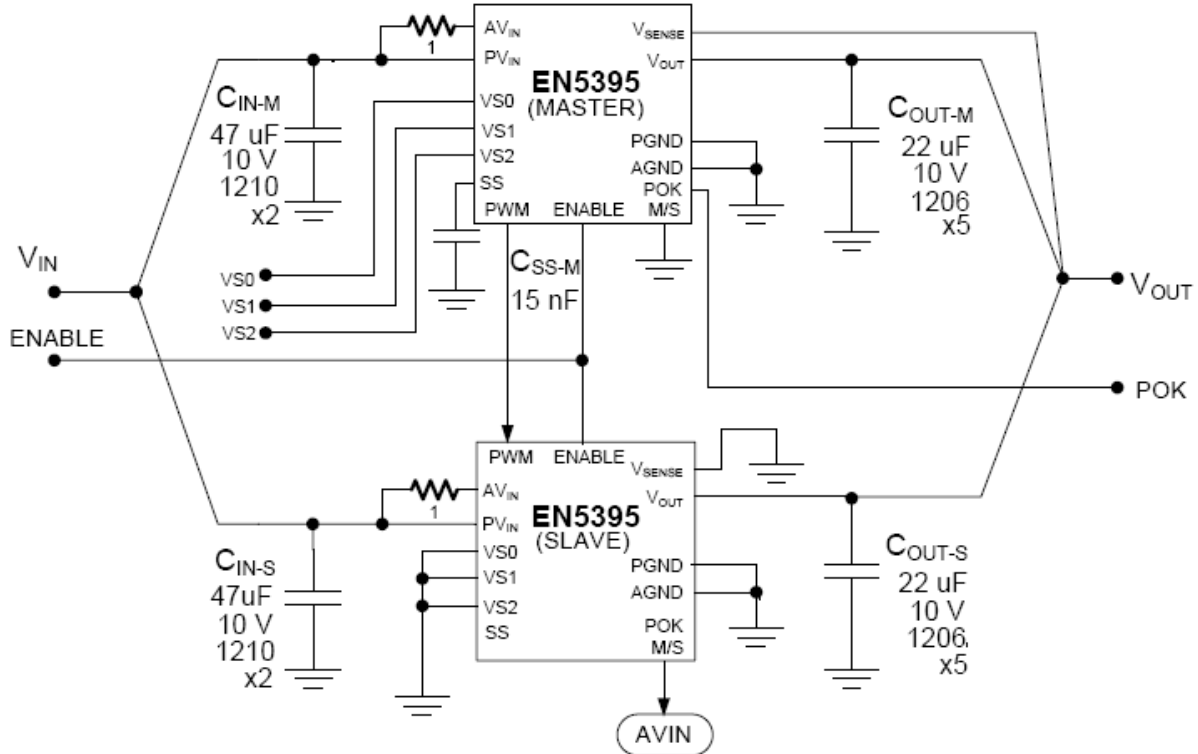 AVIN
1
PVIN
VS0
VS1
VS2
SS
PWM
ENABLE
M/S
EN5395
(MASTER)
VSENSE
VOUT
PGND
AGND
POK
CIN-M
47 uF
10 V
1210
x2
COUT-M
22 uF
10 V
1206
x5
CSS-M
15 nF
VIN
ENABLE
VS0
VS1
VS2
VOUT
POK
PWM
ENABLE
VSENSE
VOUT
AVIN
1
PVIN
VS0
VS1
VS2
SS
EN5395
(SLAVE)
PGND
AGND
POK
M/S
CIN-S
47uF
10 V
1210
x2
COUT-S
22 uF
10 V
1206
x5
AVIN